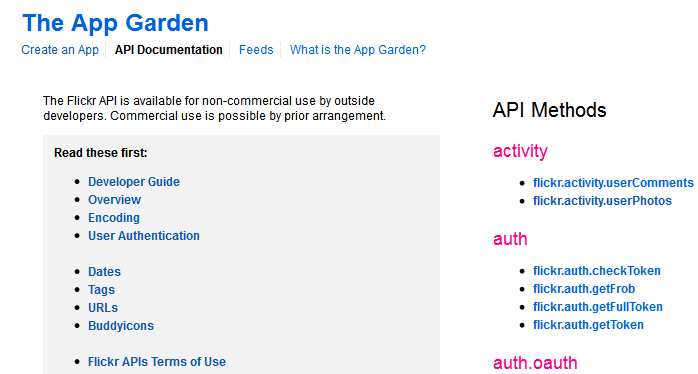 The App Garden
Create an App API Documentation Feeds What is the App Garden?
The Flickr API is available for non-commercial use by outside
developers. Commercial use is possible by prior arrangement.
Read these first:
Developer Guide
Overview
Encoding
User Authentication
Dates
Tags
URLs
Buddyicons
Flickr APIs Terms of Use
API Methods
activity
flickr.activity.userComments
flickr.activity.userPhotos
auth
flickr.auth.checkToken
flickr.auth.getFrob
flickr.auth.getFullToken
flickr.auth.getToken
auth.oauth